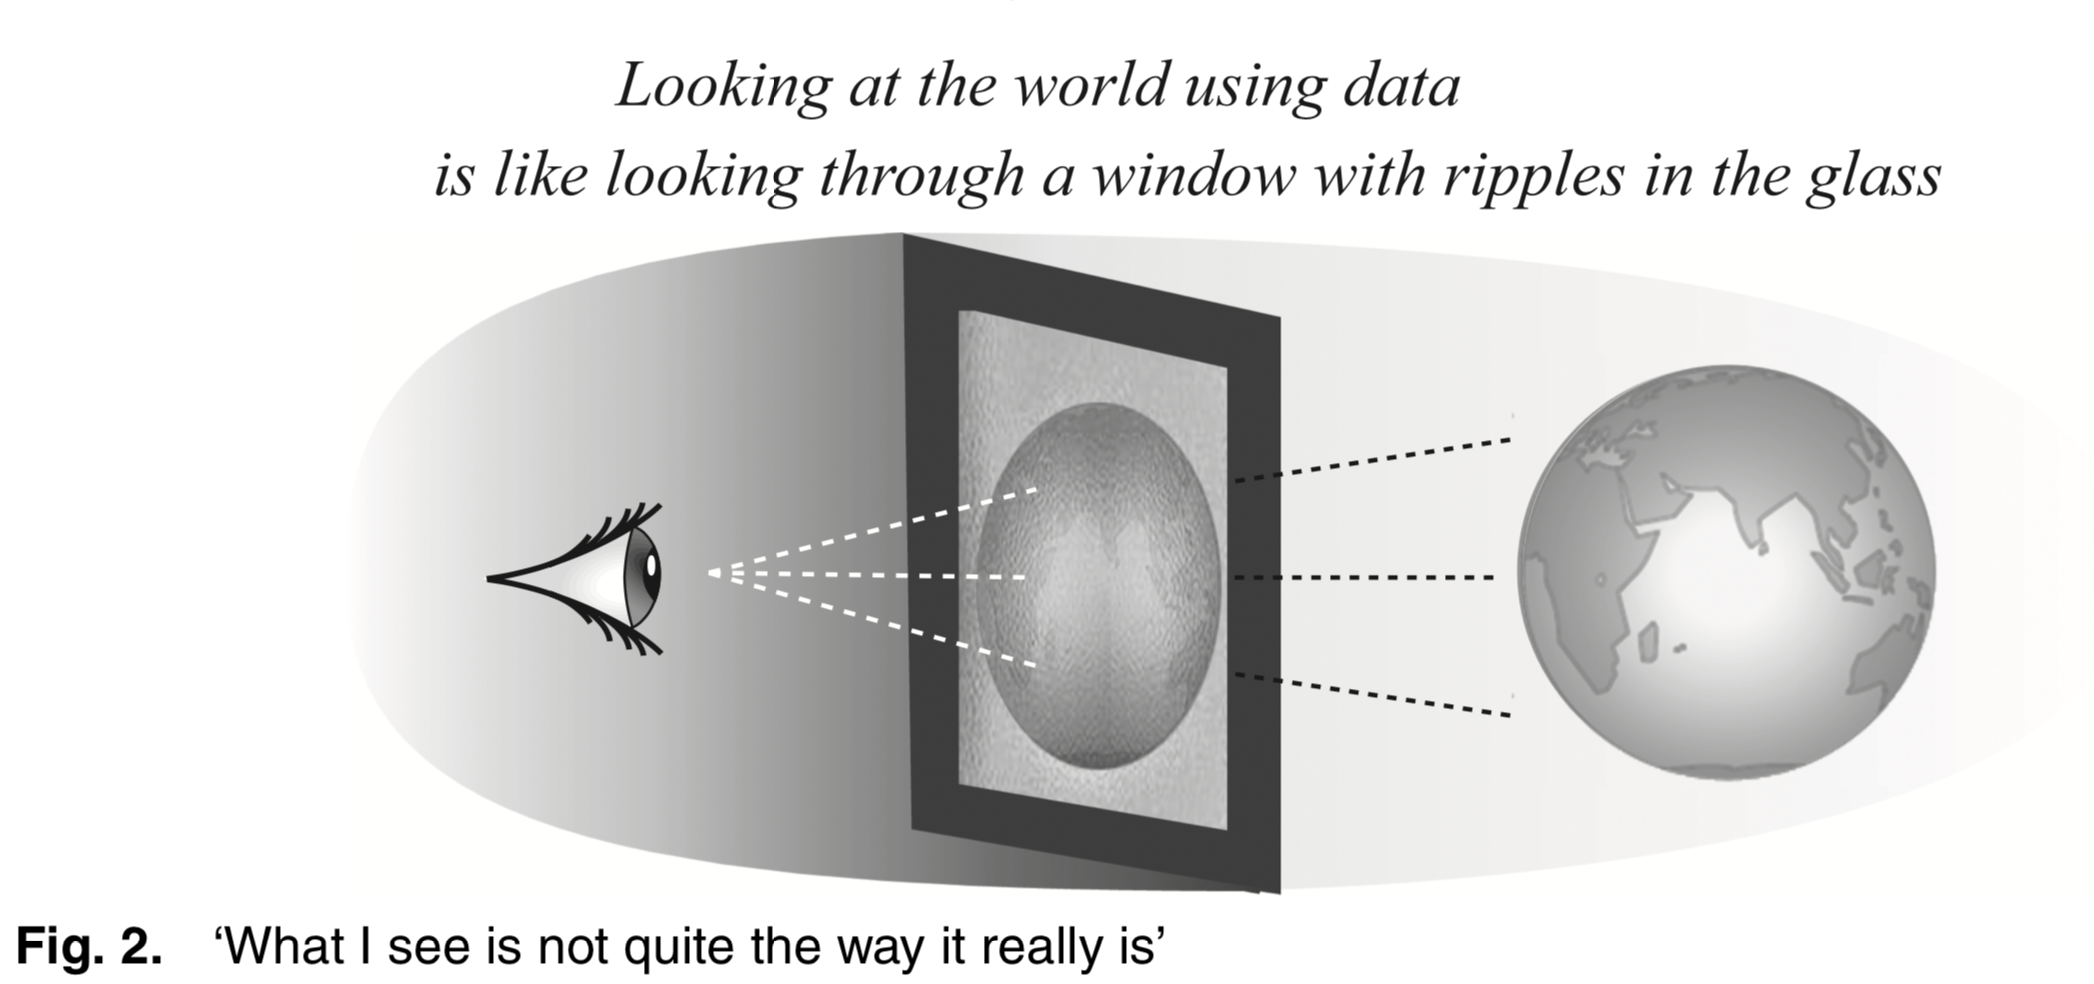 Looking at the world using data
is like looking through a window with ripples in the glass
Fig. 2. ‘What I see is not quite the way it really is’